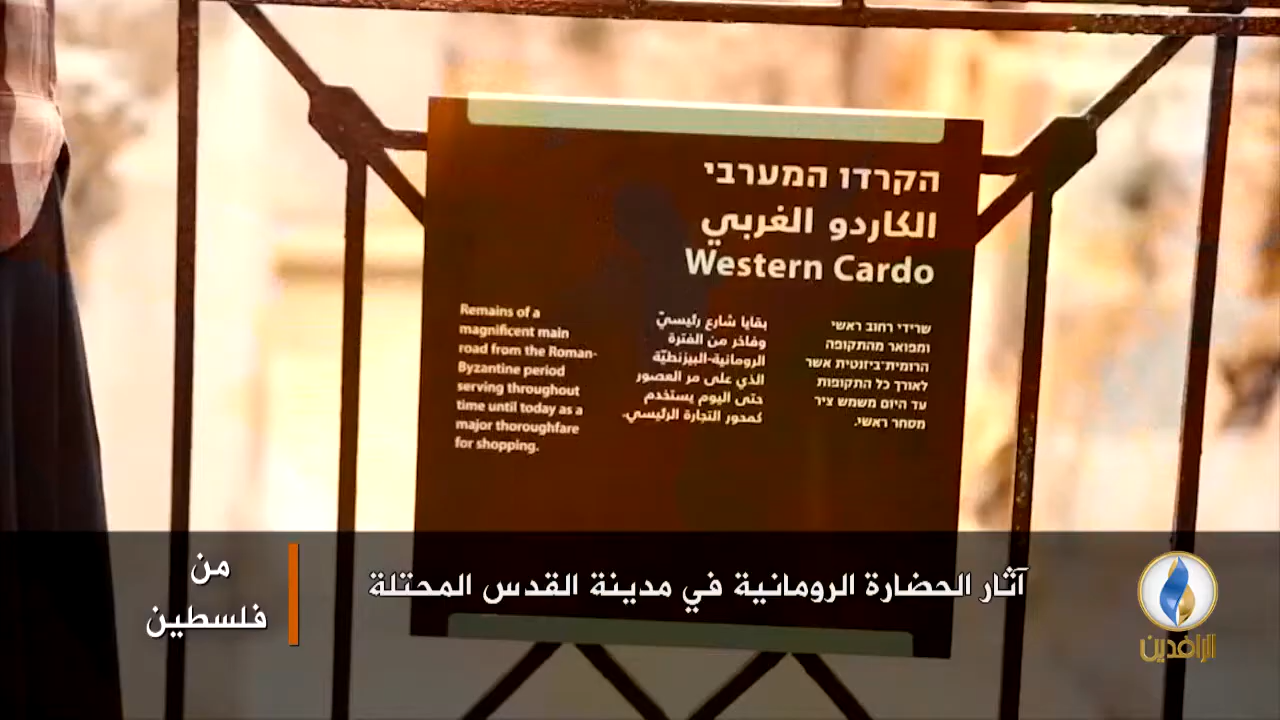 הקרדו המערבי
الكاردو الغربي
Western Cardo
Remains of a
magnificent main
road from the Roman-
Byzantine period
serving throughout
time until today as a
major thoroughfare
for shopping.
بقايا شارع رئيسيّ
وفاخر من الفترة
الرومانية-البيزنطيّة
الذي على مر العصور
حتى اليوم يستخدم
كمحور التجارة الرئيسي.
שרידי רחוב ראשי
ומפואר מהתקופה
הרומית־ביזנטית אשר
לאורך כל התקופות
עד היום משמש ציר
מסחר ראשי.
آثار الحضارة الرومانية في مدينة القدس المحتلة
من
فلسطين
الرافدين